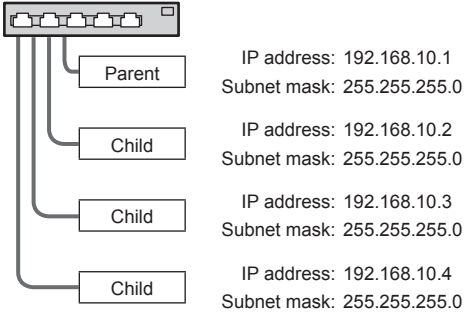 Parent
IP address: 192.168.10.1
Subnet mask: 255.255.255.0
Child
IP address: 192.168.10.2
Subnet mask: 255.255.255.0
Child
IP address: 192.168.10.3
Subnet mask: 255.255.255.0
Child
IP address: 192.168.10.4
Subnet mask: 255.255.255.0